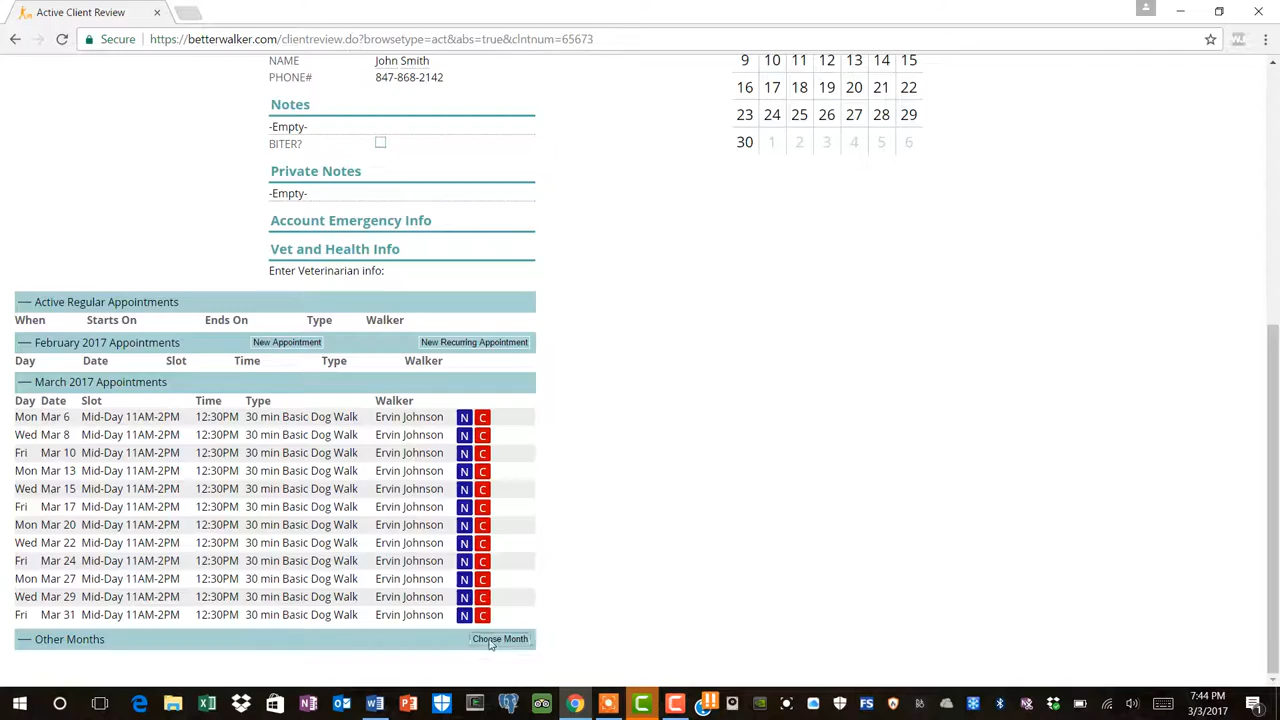 Active Client Review
Secure https://betterwalker.com/clientreview.do?browsetype=act&abs=true&clntnum=65673
NAME John Smith
PHONE# 847-868-2142
Notes
-Empty-
BITER?
Private Notes
-Empty-
Account Emergency Info
Vet and Health Info
Enter Veterinarian info:
9 10 11 12 13 14 15
16 17 18 19 20 21 22
23 24 25 26 27 28 29
30 1 2 3 4 5 6
Active Regular Appointments
When Starts On Ends On Type Walker
February 2017 Appointments New Appointment New Recurring Appointment
Day Date Slot Time Type Walker
March 2017 Appointments
Day Date Slot Time Type Walker
Mon Mar 6 Mid-Day 11AM-2PM 12:30PM 30 min Basic Dog Walk Ervin Johnson N C
Wed Mar 8 Mid-Day 11AM-2PM 12:30PM 30 min Basic Dog Walk Ervin Johnson N C
Fri Mar 10 Mid-Day 11AM-2PM 12:30PM 30 min Basic Dog Walk Ervin Johnson N C
Mon Mar 13 Mid-Day 11AM-2PM 12:30PM 30 min Basic Dog Walk Ervin Johnson N C
Wed Mar 15 Mid-Day 11AM-2PM 12:30PM 30 min Basic Dog Walk Ervin Johnson N C
Fri Mar 17 Mid-Day 11AM-2PM 12:30PM 30 min Basic Dog Walk Ervin Johnson N C
Mon Mar 20 Mid-Day 11AM-2PM 12:30PM 30 min Basic Dog Walk Ervin Johnson N C
Wed Mar 22 Mid-Day 11AM-2PM 12:30PM 30 min Basic Dog Walk Ervin Johnson N C
Fri Mar 24 Mid-Day 11AM-2PM 12:30PM 30 min Basic Dog Walk Ervin Johnson N C
Mon Mar 27 Mid-Day 11AM-2PM 12:30PM 30 min Basic Dog Walk Ervin Johnson N C
Wed Mar 29 Mid-Day 11AM-2PM 12:30PM 30 min Basic Dog Walk Ervin Johnson N C
Fri Mar 31 Mid-Day 11AM-2PM 12:30PM 30 min Basic Dog Walk Ervin Johnson N C
Other Months Choose Month
7:44 PM
3/3/2017